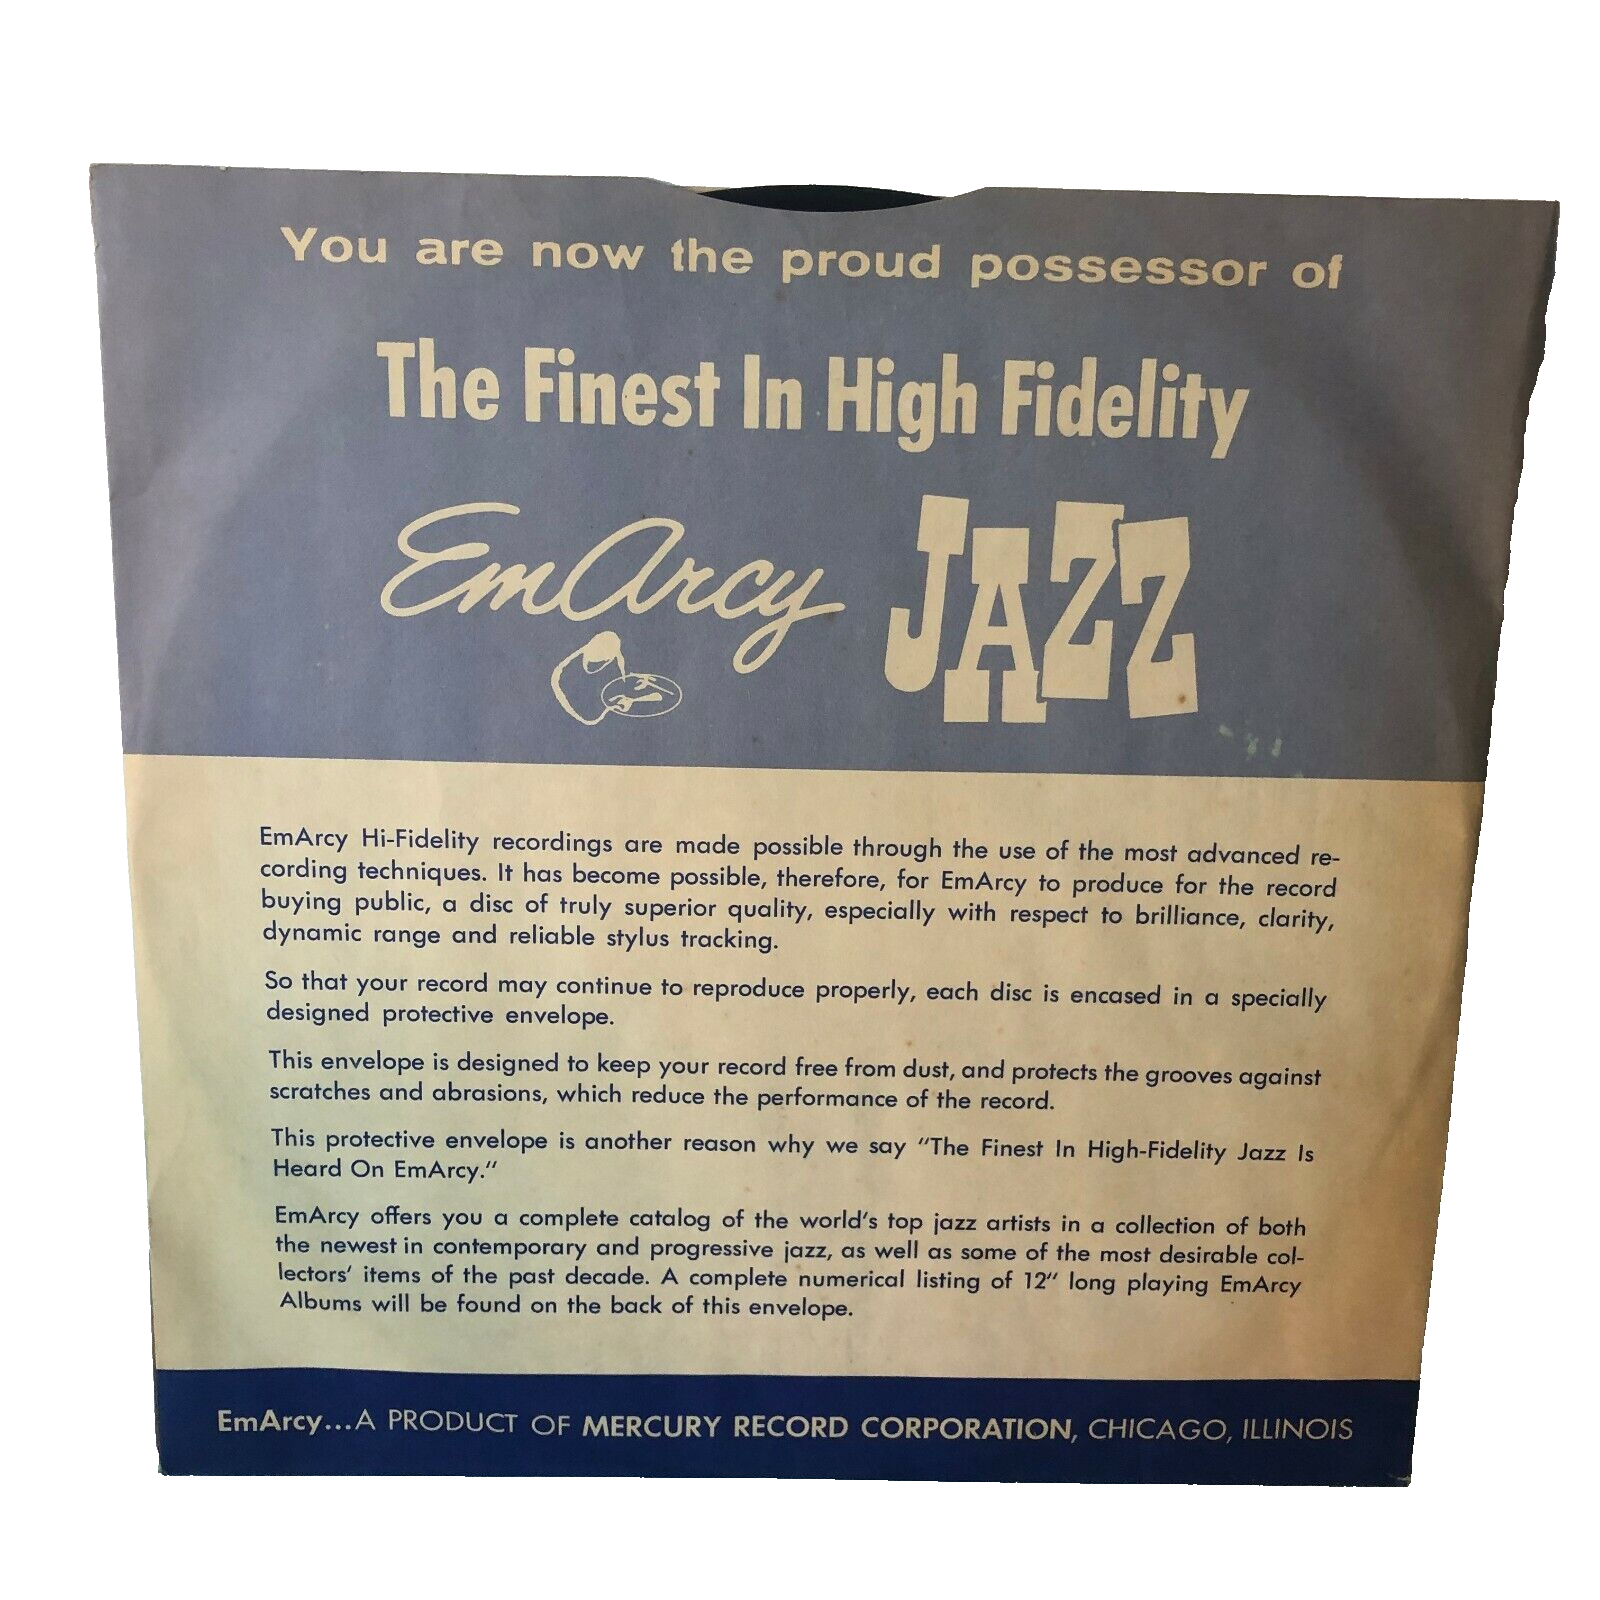 You are now the proud possessor of
The Finest In High Fidelity
EmArcy JAZZ
EmArcy Hi-Fidelity recordings are made possible through the use of the most advanced re-
cording techniques. It has become possible, therefore, for EmArcy to produce for the record
buying public, a disc of truly superior quality, especially with respect to brilliance, clarity,
dynamic range and reliable stylus tracking.
So that your record may continue to reproduce properly, each disc is encased in a specially
designed protective envelope.
This envelope is designed to keep your record free from dust, and protects the grooves against
scratches and abrasions, which reduce the performance of the record.
This protective envelope is another reason why we say "The Finest In High-Fidelity Jazz Is
Heard On EmArcy."
EmArcy offers you a complete catalog of the world's top jazz artists in a collection of both
the newest in contemporary and progressive jazz, as well as some of the most desirable col-
lectors' items of the past decade. A complete numerical listing of 12" long playing EmArcy
Albums will be found on the back of this envelope.
EmArcy...A PRODUCT OF MERCURY RECORD CORPORATION, CHICAGO, ILLINOIS